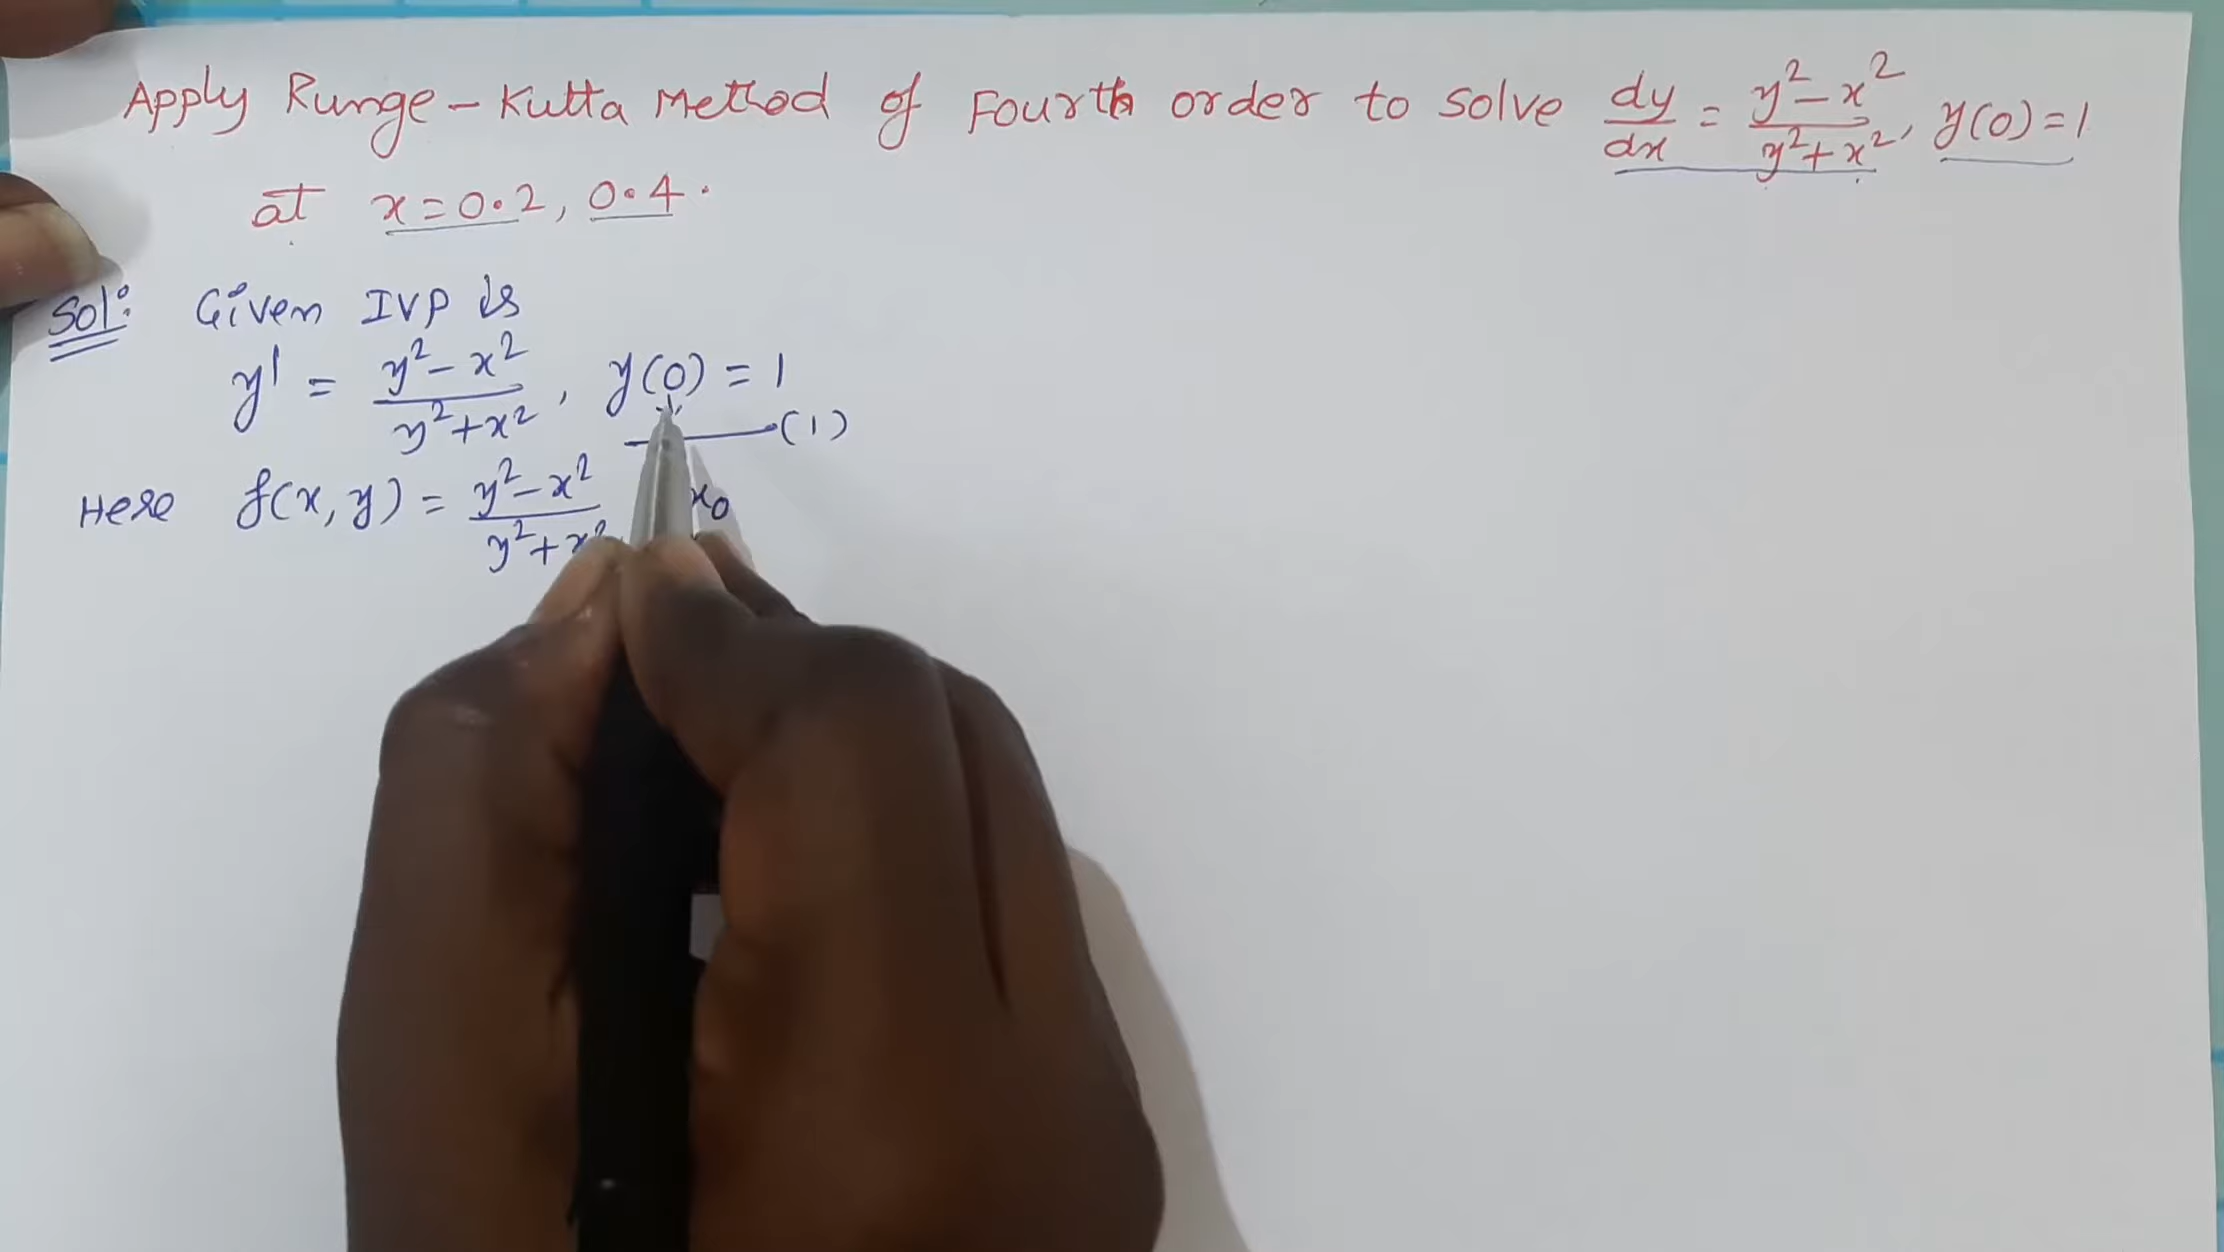 Apply Runge-Kutta Method of Fourth order to solve dy/dx = (y²-x²)/(y²+x²), y(0)=1
at x=0.2, 0.4.
Sol: Given IVP is
y' = (y²-x²)/(y²+x²), y(0)=1
(1)
Here f(x,y) = (y²-x²)/(y²+x²) x₀